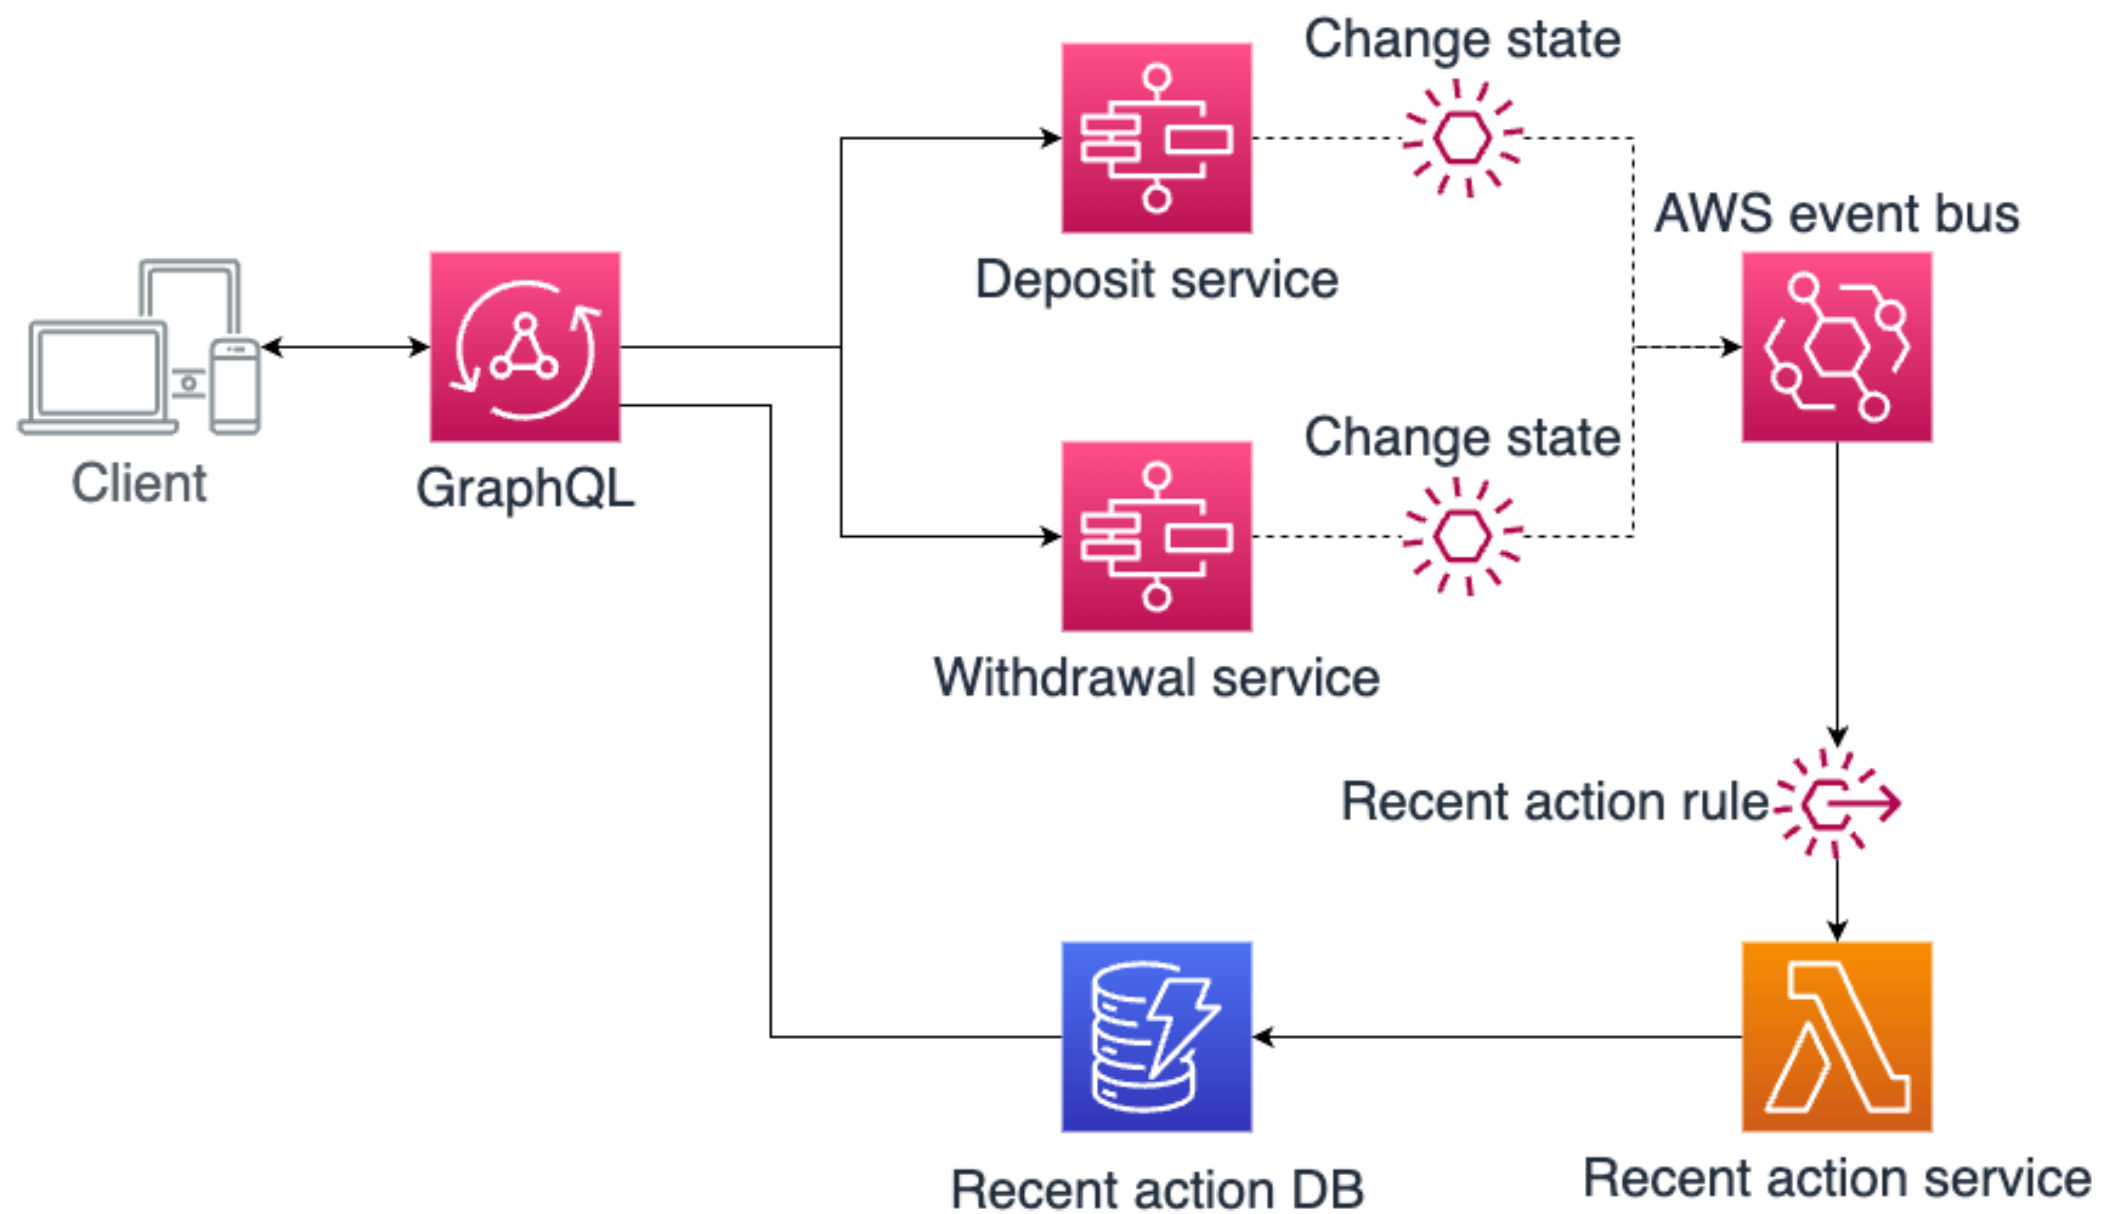 Change state
AWS event bus
Deposit service
Client
GraphQL
Change state
Withdrawal service
Recent action rule
Recent action DB
Recent action service